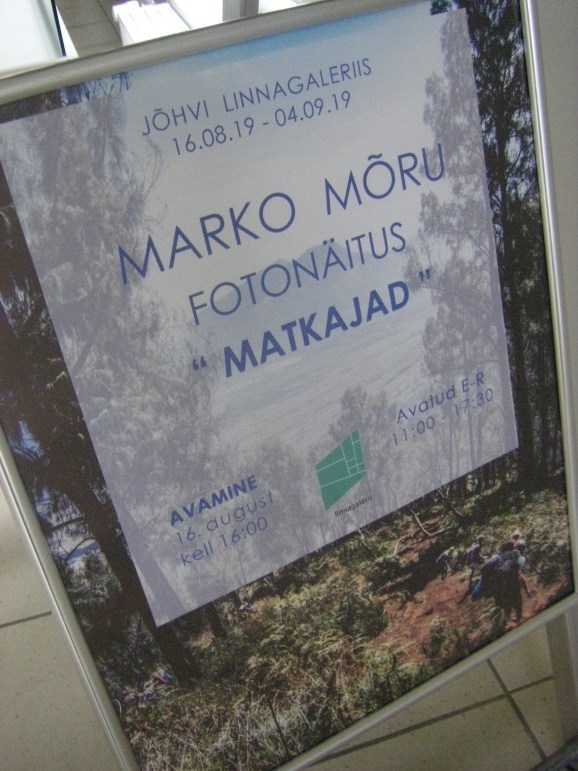 JÕHVI LINNAGALERIIS
16.08.19 - 04.09.19
MARKO MÕRU
FOTONÄITUS
“ MATKAJAD ”
Avatud E-R
11:00 - 17:30
AVAMINE
16. august
kell 16:00
linnagalerii